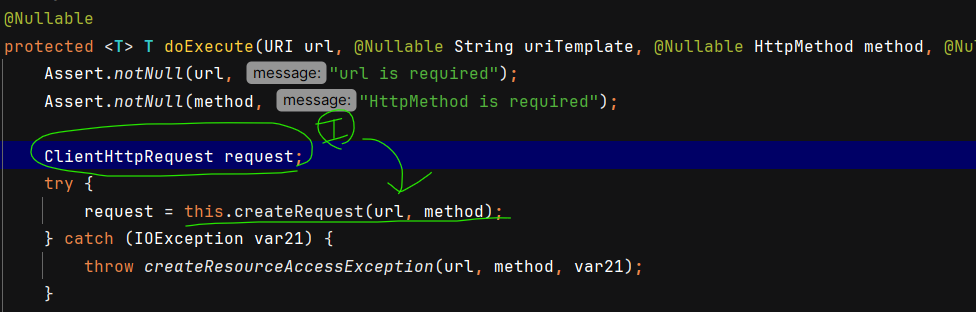 @Nullable
protected <T> T doExecute(URI url, @Nullable String uriTemplate, @Nullable HttpMethod method, @Nu
Assert.notNull(url, message: "url is required");
Assert.notNull(method, message: "HttpMethod is required");
I
ClientHttpRequest request;
try {
request = this.createRequest(url, method);
} catch (IOException var21) {
throw createResourceAccessException(url, method, var21);
}